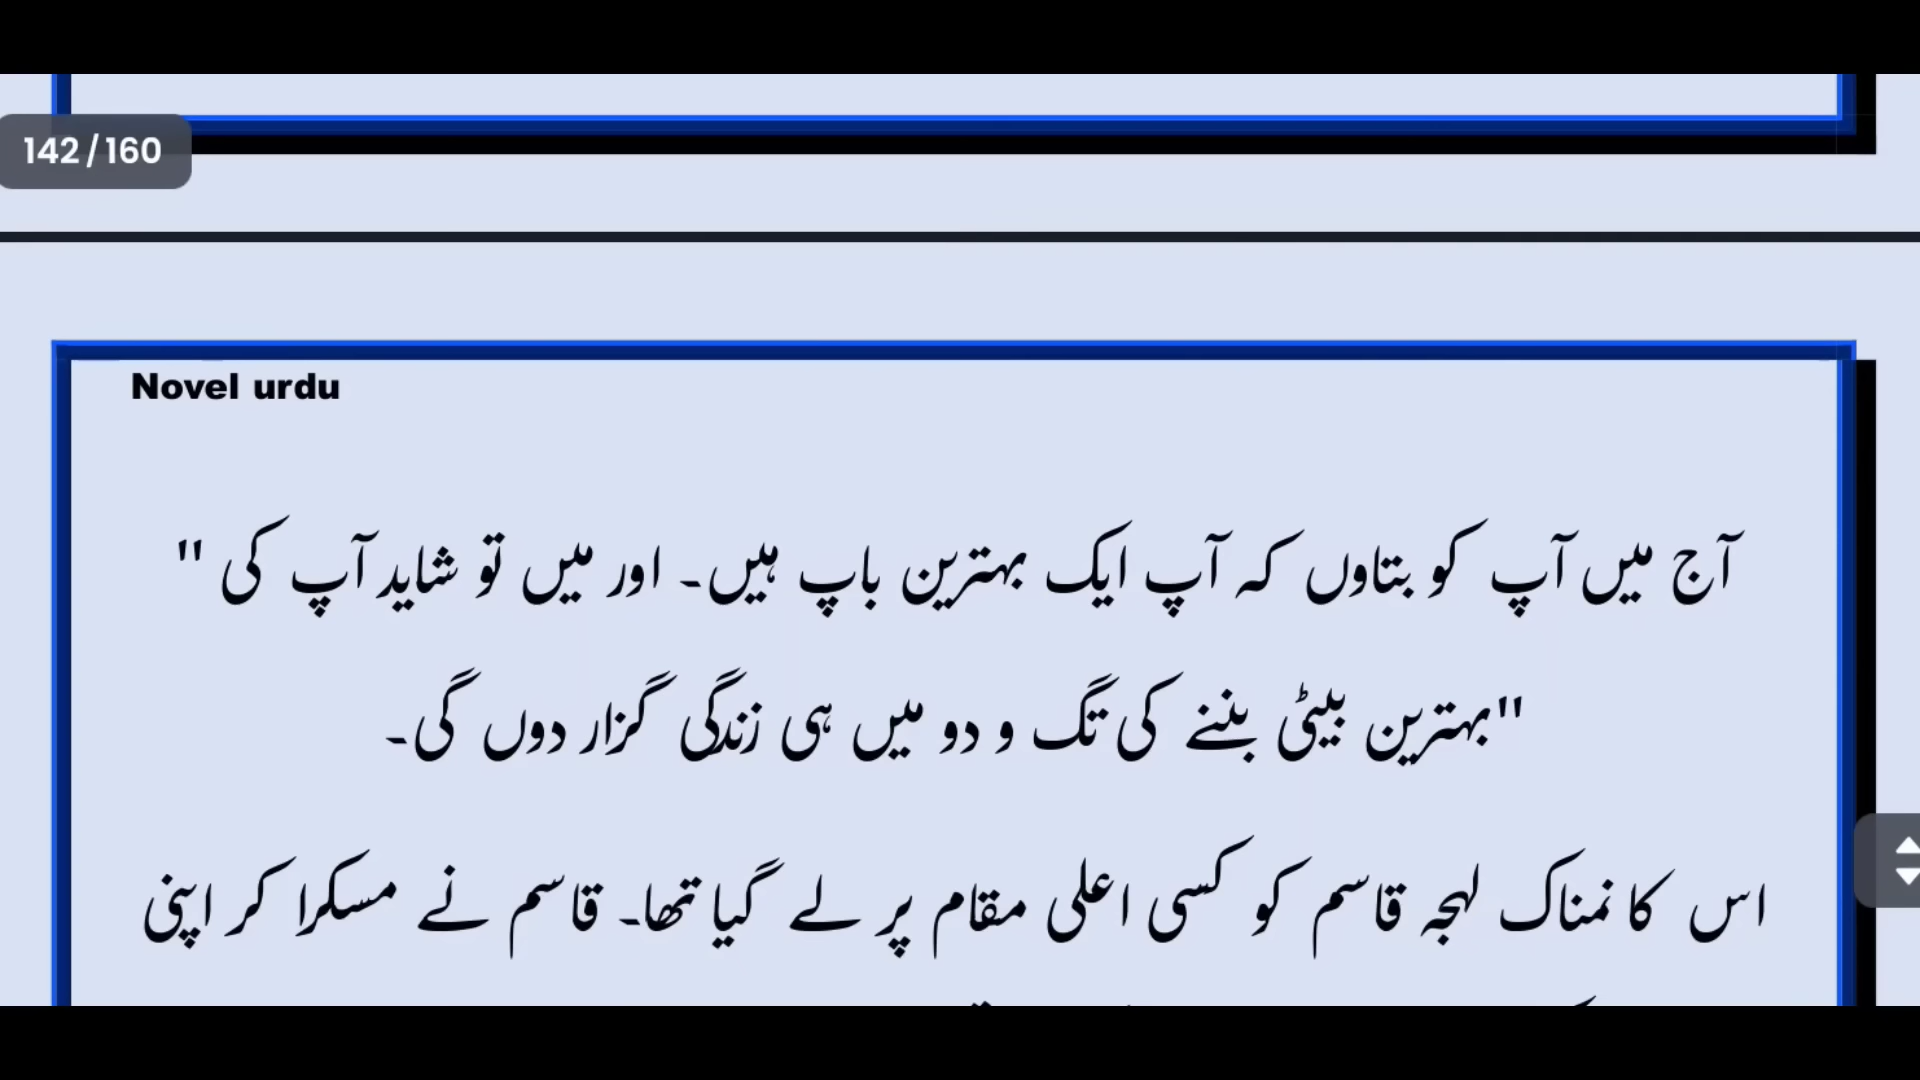 142/160
Novel urdu
آج میں آپ کو بتاوں کہ آپ ایک بہترین باپ ہیں۔ اور میں تو شاید آپ کی "
"بہترین بیٹی بننے کی تگ و دو میں ہی زندگی گزار دوں گی۔
اس کا نمناک لہجہ قاسم کو کسی اعلی مقام پر لے گیا تھا۔ قاسم نے مسکرا کر اپنی